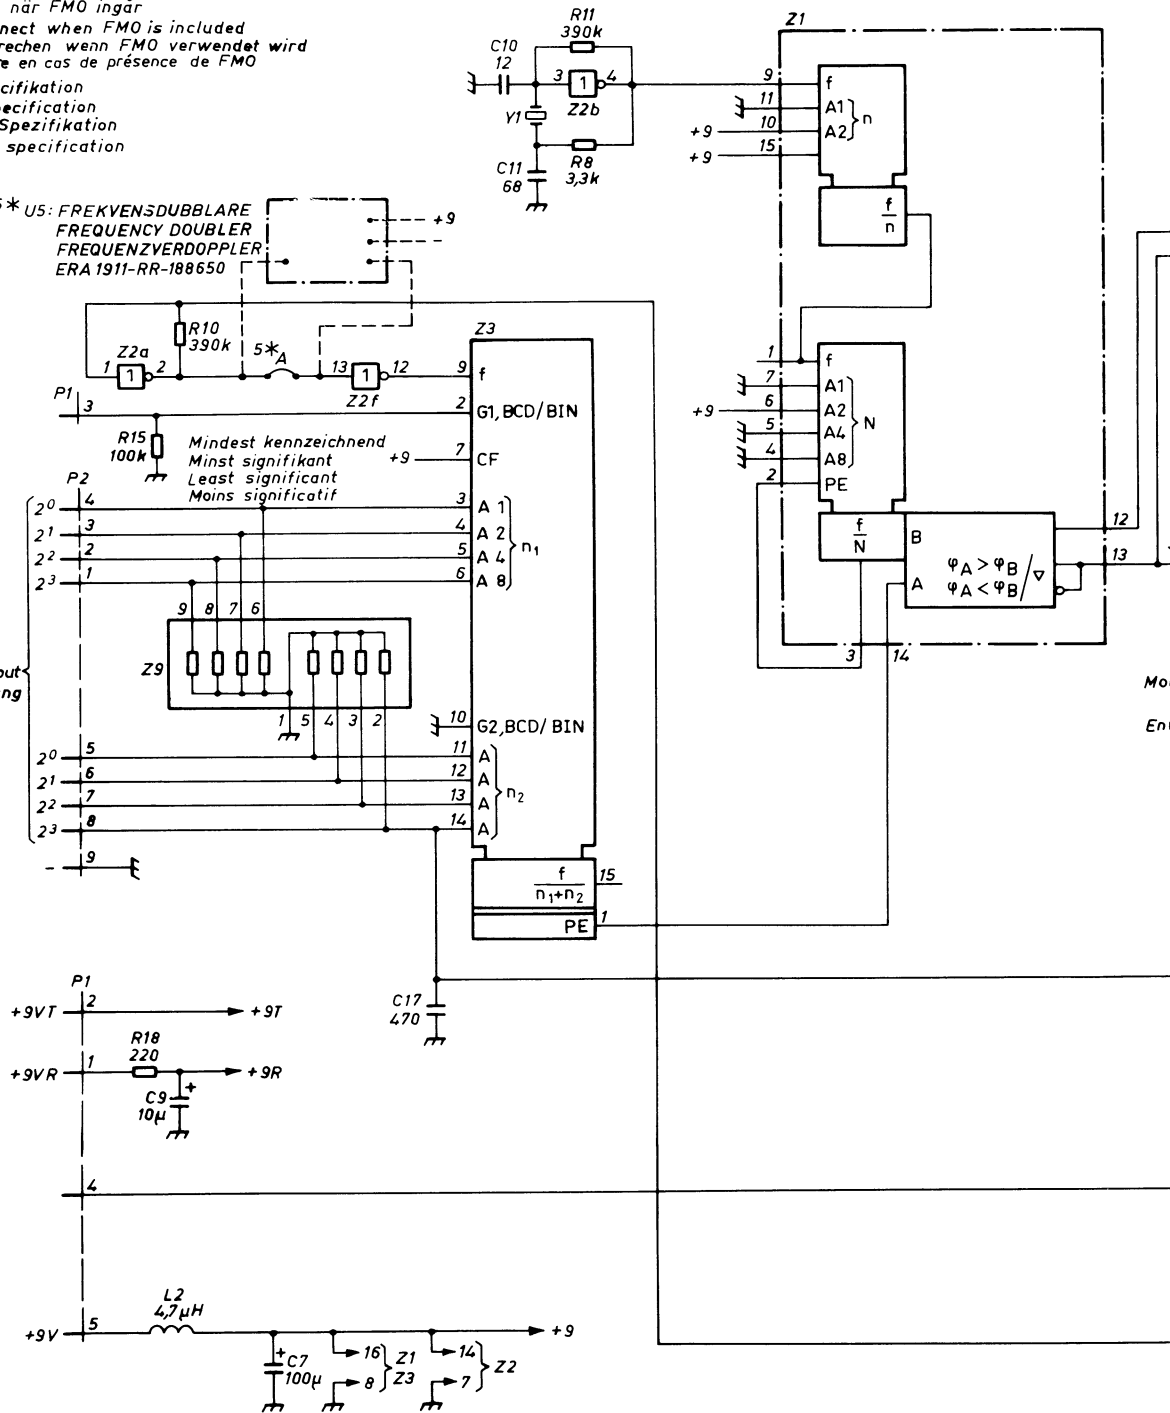 när FMO ingår
nect when FMO is included
rechen wenn FMO verwendet wird
e en cas de présence de FMO
cifikation
pecification
Spezifikation
specification
5* U5: FREKVENSDUBBLARE
FREQUENCY DOUBLER
FREQUENZVERDOPPLER
ERA 1911-RR-188650
+9
-
R11
390k
C10
12
3 1 4
Z2b
Y1
C11
68
R8
3,3k
Z1
9 f
11 A1
10 A2
n
+9
+9
15
f
n
1 f
7 A1
6 A2
+9
5 A4
4 A8
N
2 PE
f
N
B
A
φA > φB
φA < φB / ▽
12
13
3
14
R10
390k
Z2a
1 1 2
5*
A
13 1 12
Z2f
Z3
9 f
P1
3
2 G1, BCD/BIN
R15
100k
+9 7 CF
Mindest kennzeichnend
Minst signifikant
Least significant
Moins significatif
P2
2⁰ 4 3 A 1
2¹ 3 4 A 2
2² 2 5 A 4
2³ 1 6 A 8
n₁
9 8 7 6
Z9
1 5 4 3 2
out
ng
10 G2, BCD/BIN
2⁰ 5 11 A
2¹ 6 12 A
2² 7 13 A
2³ 8 14 A
n₂
- 9
f
n₁+n₂
15
PE 1
C17
470
P1
+9VT 2 +9T
R18
220
+9VR 1 +9R
C9
10μ
+
4
L2
4,7μH
+9V 5 +9
+ C7
100μ
16
8
Z1
Z3
14
7
Z2
Mo
En